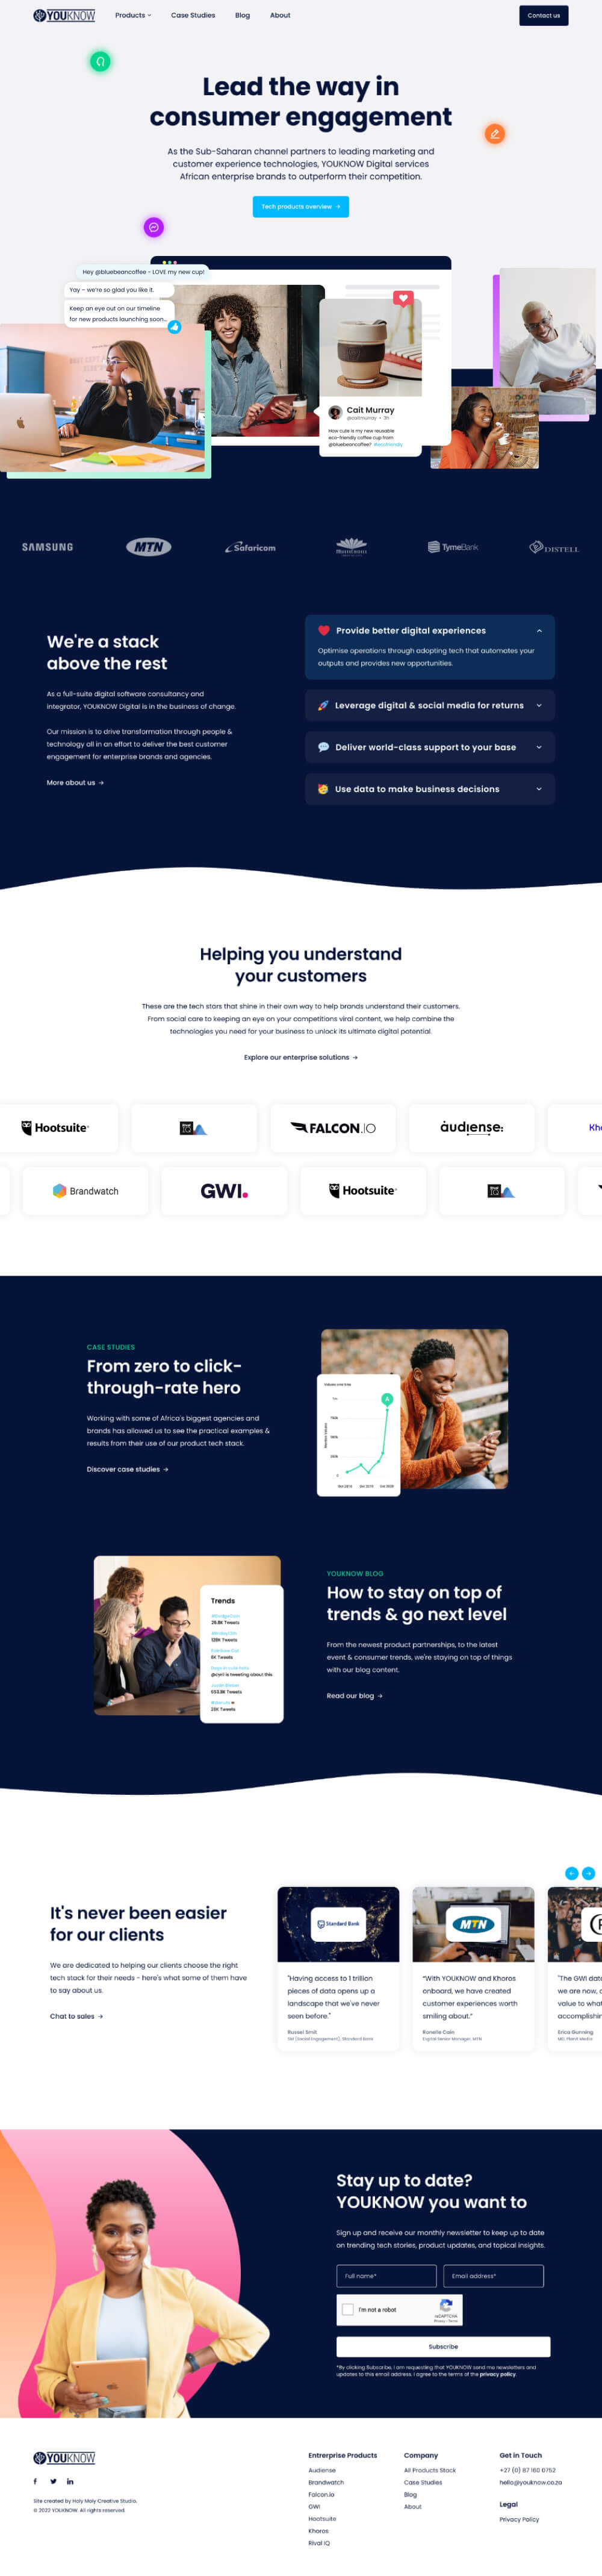 YOUKNOW
Products
Case Studies
Blog
About
Contact us
Lead the way in
consumer engagement
As the Sub-Saharan channel partners to leading marketing and
customer experience technologies, YOUKNOW Digital services
African enterprise brands to outperform their competition.
Tech products overview →
Hey @bluebeancoffee - LOVE my new cup!
Yay - we're so glad you like it.
Keep an eye out on our timeline
for new products launching soon...
Cait Murray
@caitmurray • 3h
How cute is my new reusable
eco-friendly coffee cup from
@bluebeancoffee? #ecofriendly
SAMSUNG
MTN
Safaricom
TymeBank
DISTELL
We're a stack
above the rest
As a full-suite digital software consultancy and
integrator, YOUKNOW Digital is in the business of change.
Our mission is to drive transformation through people &
technology all in an effort to deliver the best customer
engagement for enterprise brands and agencies.
More about us →
Provide better digital experiences
Optimise operations through adopting tech that automates your
outputs and provides new opportunities.
Leverage digital & social media for returns
Deliver world-class support to your base
Use data to make business decisions
Helping you understand
your customers
These are the tech stars that shine in their own way to help brands understand their customers.
From social care to keeping an eye on your competitions viral content, we help combine the
technologies you need for your business to unlock its ultimate digital potential.
Explore our enterprise solutions →
Hootsuite
FALCON.IO
audiense:
Kh
Brandwatch
GWI.
Hootsuite
CASE STUDIES
From zero to click-
through-rate hero
Working with some of Africa's biggest agencies and
brands has allowed us to see the practical examples &
results from their use of our product tech stack.
Discover case studies →
A
Trends
28.8K Tweets
128K Tweets
6K Tweets
@cyril is tweeting about this
653.8K Tweets
25K Tweets
YOUKNOW BLOG
How to stay on top of
trends & go next level
From the newest product partnerships, to the latest
event & consumer trends, we're staying on top of things
with our blog content.
Read our blog →
It's never been easier
for our clients
We are dedicated to helping our clients choose the right
tech stack for their needs - here's what some of them have
to say about us.
Chat to sales →
Standard Bank
"Having access to 1 trillion
pieces of data opens up a
landscape that we've never
seen before."
Russel Smit
MTN
"With YOUKNOW and Khoros
onboard, we have created
customer experiences worth
smiling about."
Ronelle Cain
Digital Senior Manager, MTN
"The GWI data
we are now,
value to what
accomplishin
Erica Gunning
Stay up to date?
YOUKNOW you want to
Sign up and receive our monthly newsletter to keep up to date
on trending tech stories, product updates, and topical insights.
Full name*
Email address*
I'm not a robot
reCAPTCHA
Privacy - Terms
Subscribe
*By clicking Subscribe, I am requesting that YOUKNOW send me newsletters and
updates to this email address. I agree to the terms of the privacy policy.
YOUKNOW
Site created by Holy Moly Creative Studio.
© 2022 YOUKNOW. All rights reserved.
Entrerprise Products
Audiense
Brandwatch
Falcon.io
GWI
Hootsuite
Khoros
Rival IQ
Company
All Products Stack
Case Studies
Blog
About
Get in Touch
+27 (0) 87 160 0752
hello@youknow.co.za
Legal
Privacy Policy